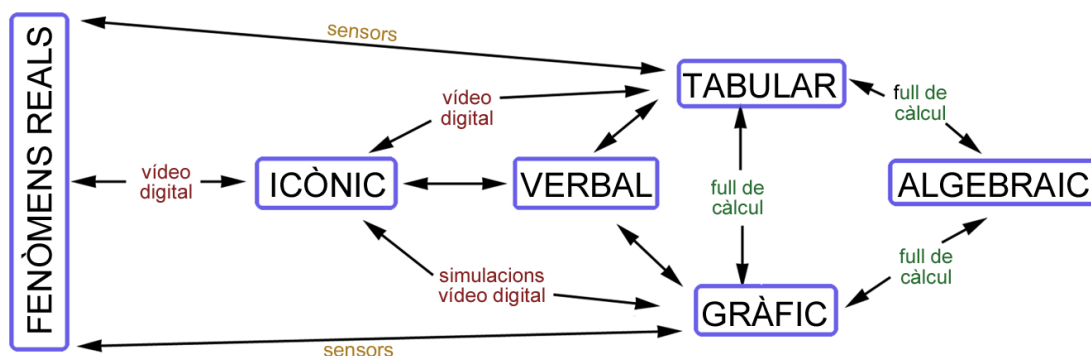 FENÒMENS REALS
sensors
TABULAR
vídeo
digital
full de
càlcul
vídeo
digital
ICÒNIC
VERBAL
full de
càlcul
ALGEBRAIC
simulacions
vídeo digital
full de
càlcul
GRÀFIC
sensors